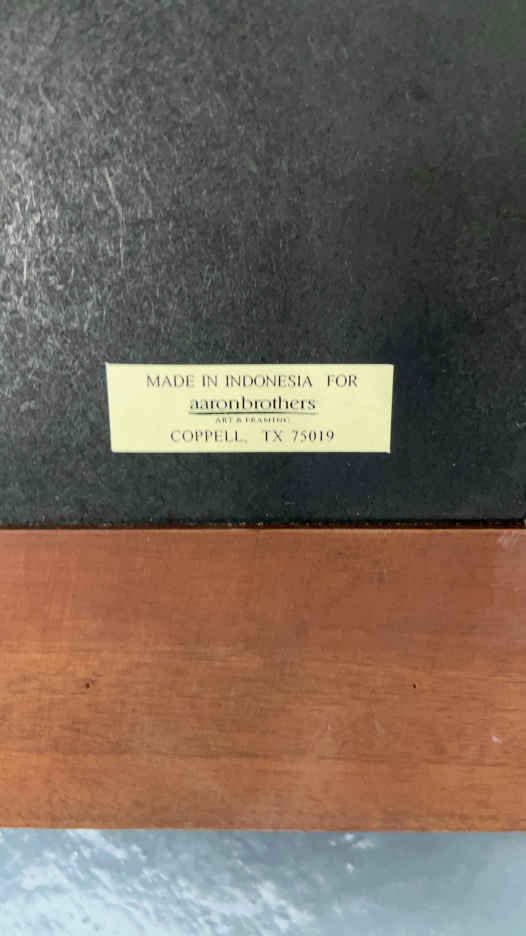 MADE IN INDONESIA FOR
aaronbrothers
ART & FRAMING
COPPELL, TX 75019